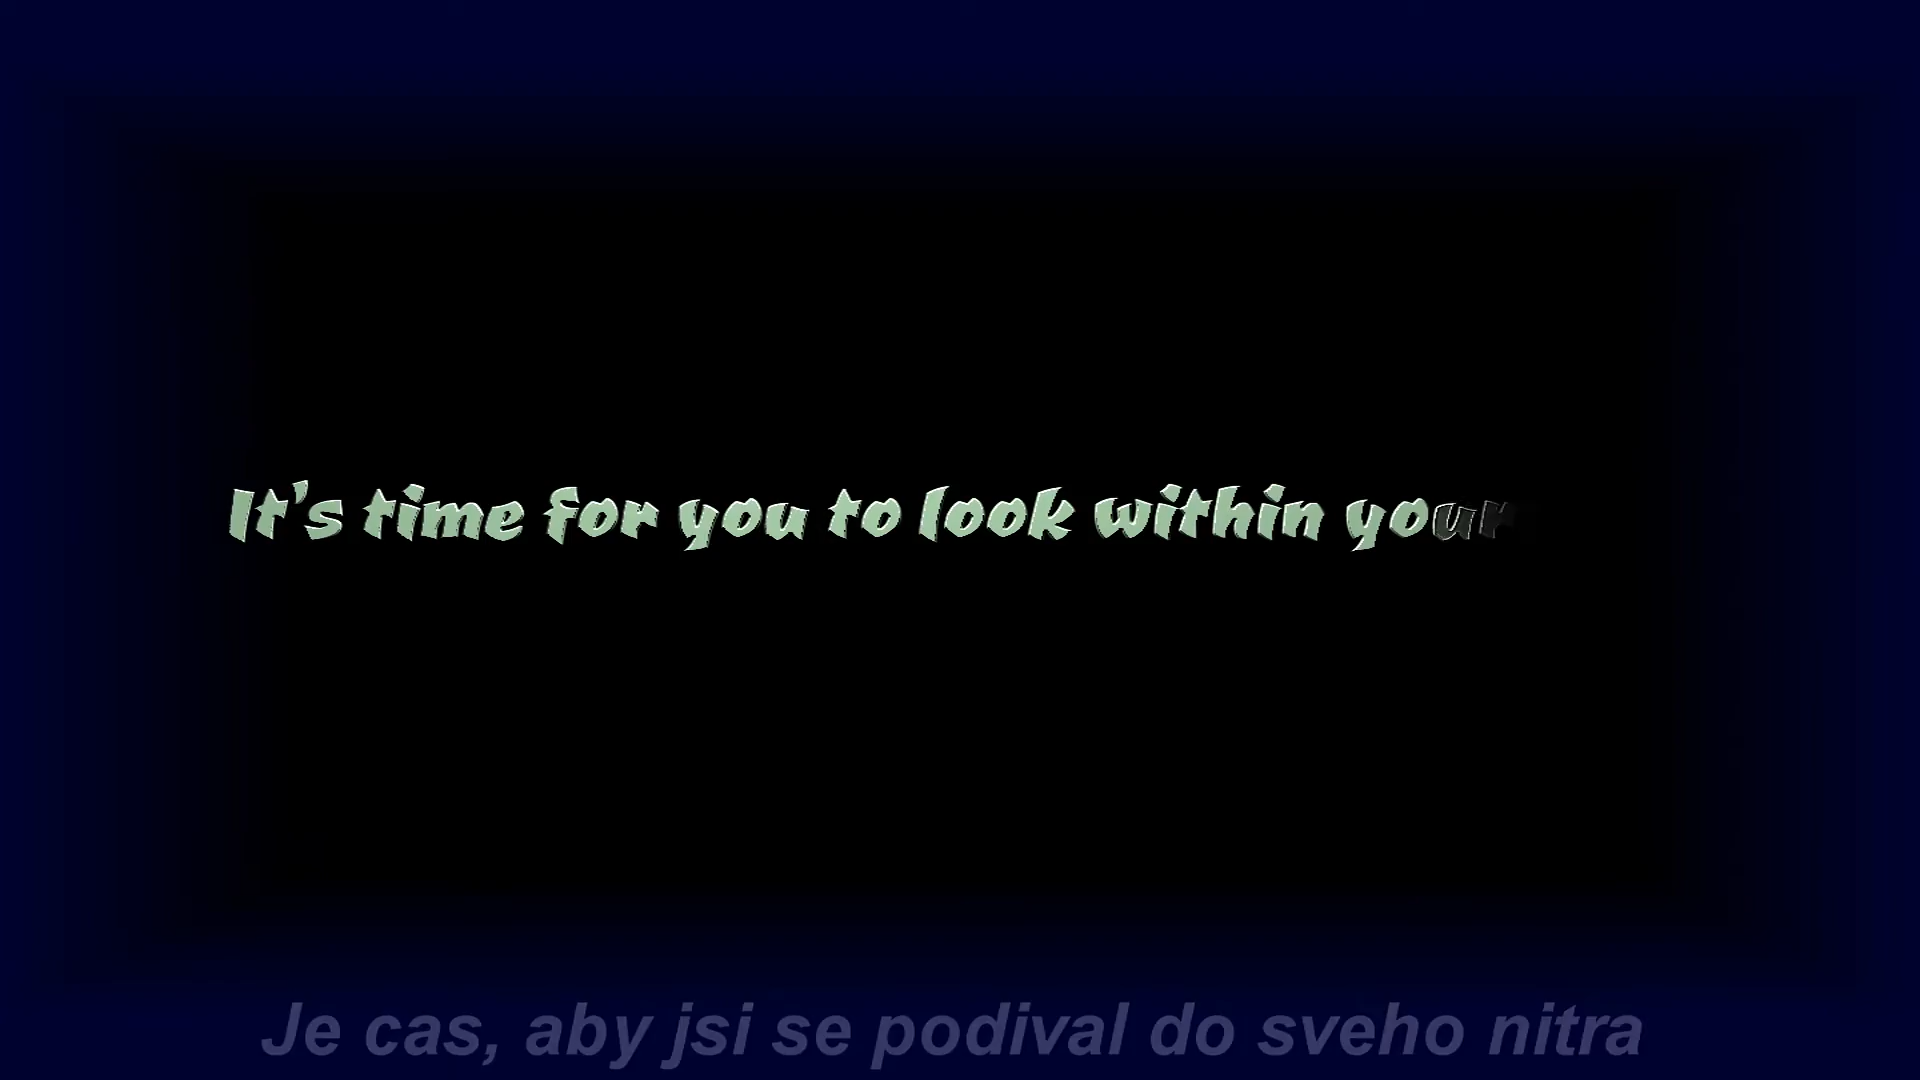 It's time for you to look within your
Je cas, aby jsi se podival do sveho nitra